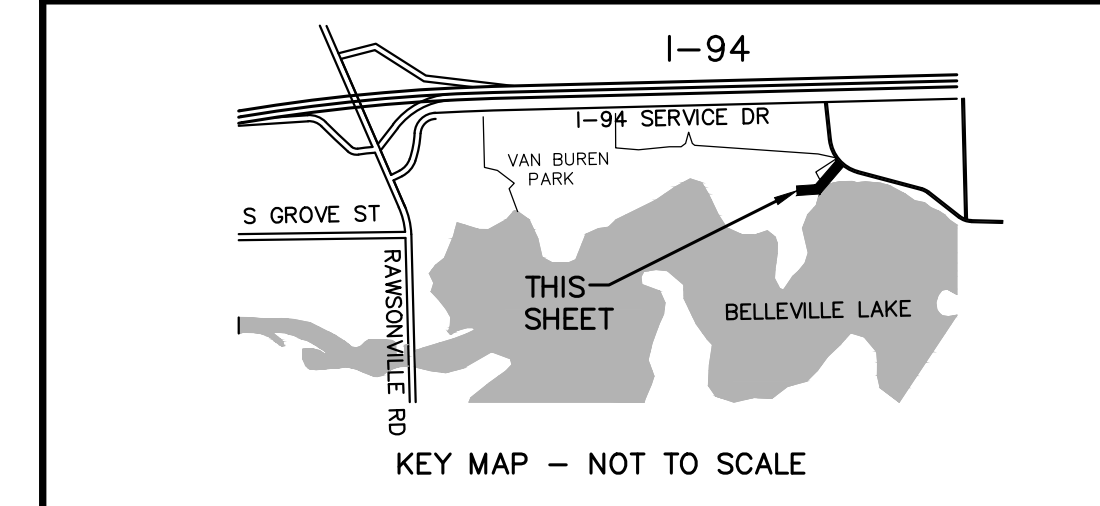 I-94
I-94 SERVICE DR
VAN BUREN
PARK
S GROVE ST
RAWSONVILLE RD
THIS
SHEET
BELLEVILLE LAKE
KEY MAP - NOT TO SCALE